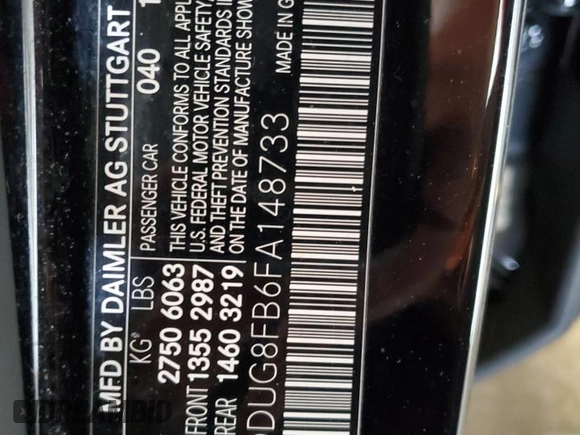 MFD BY DAIMLER AG STUTTGART
KG LBS
PASSENGER CAR
040
2750 6063
FRONT 1355 2987
REAR 1460 3219
THIS VEHICLE CONFORMS TO ALL APPL
U.S. FEDERAL MOTOR VEHICLE SAFETY,
AND THEFT PREVENTION STANDARDS IN
ON THE DATE OF MANUFACTURE SHOW
DUG8FB6FA148733
MADE IN G
DREAMBID